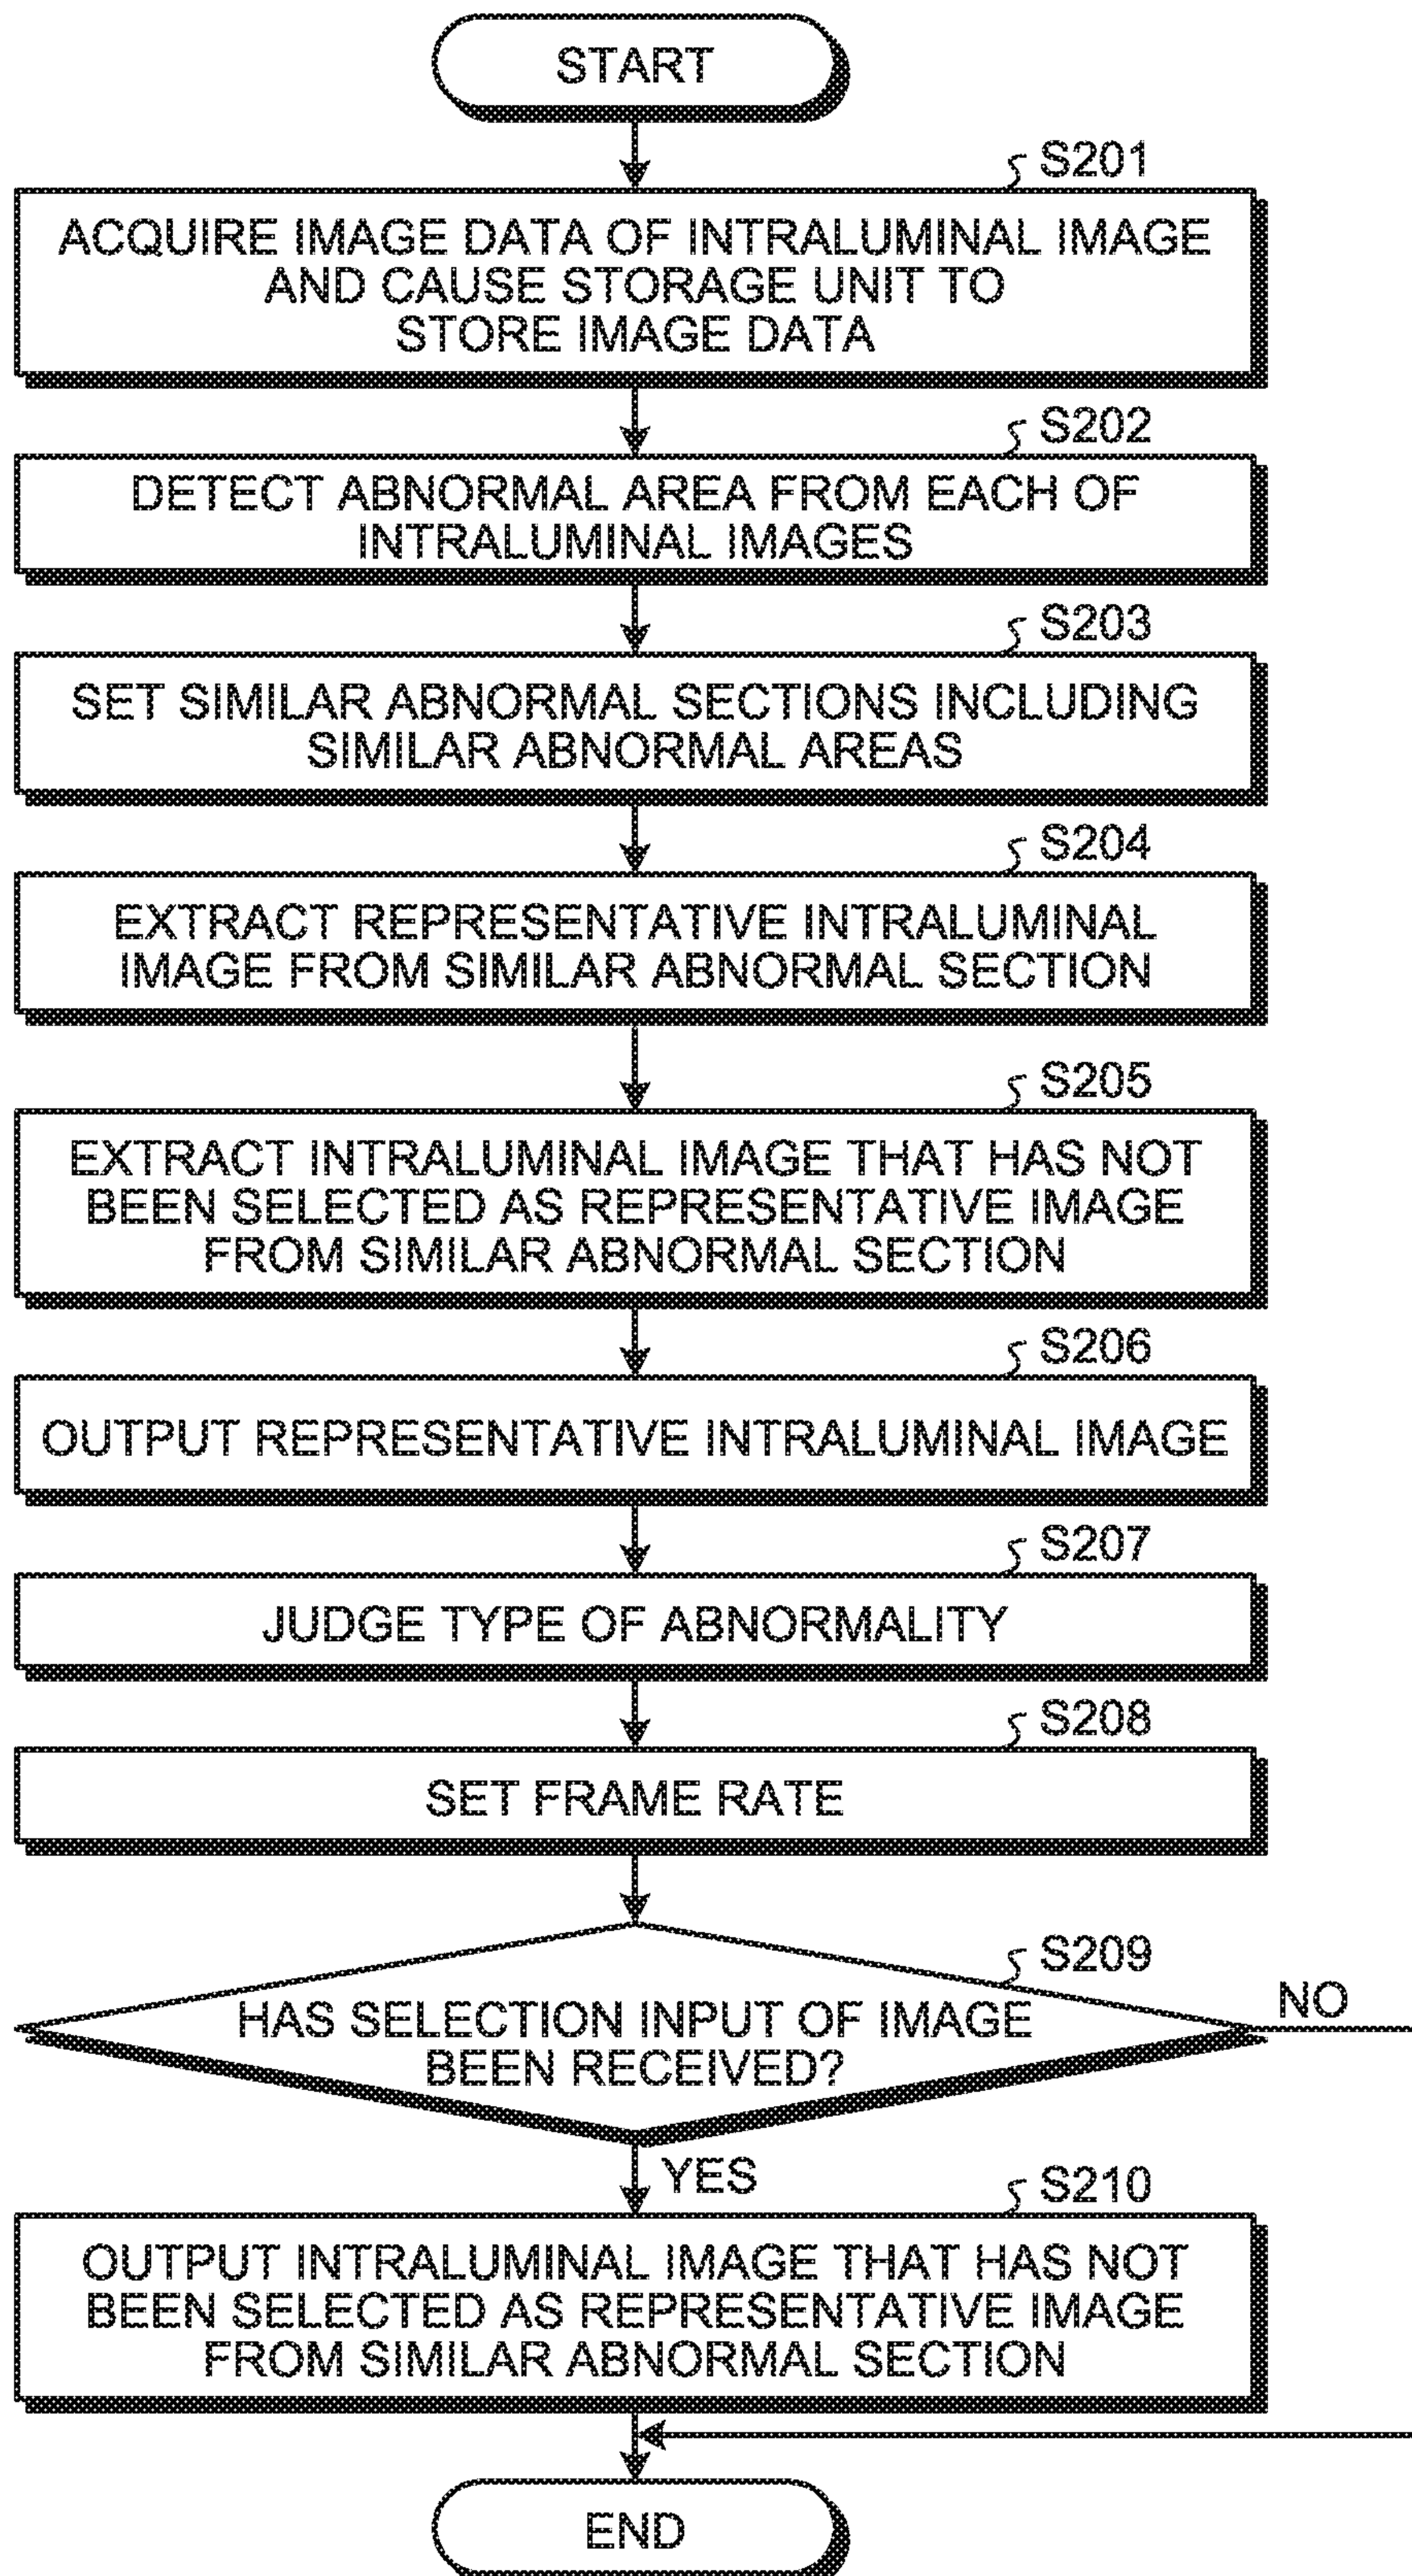 START
S201
ACQUIRE IMAGE DATA OF INTRALUMINAL IMAGE
AND CAUSE STORAGE UNIT TO
STORE IMAGE DATA
S202
DETECT ABNORMAL AREA FROM EACH OF
INTRALUMINAL IMAGES
S203
SET SIMILAR ABNORMAL SECTIONS INCLUDING
SIMILAR ABNORMAL AREAS
S204
EXTRACT REPRESENTATIVE INTRALUMINAL
IMAGE FROM SIMILAR ABNORMAL SECTION
S205
EXTRACT INTRALUMINAL IMAGE THAT HAS NOT
BEEN SELECTED AS REPRESENTATIVE IMAGE
FROM SIMILAR ABNORMAL SECTION
S206
OUTPUT REPRESENTATIVE INTRALUMINAL IMAGE
S207
JUDGE TYPE OF ABNORMALITY
S208
SET FRAME RATE
S209
HAS SELECTION INPUT OF IMAGE
BEEN RECEIVED?
NO
YES
S210
OUTPUT INTRALUMINAL IMAGE THAT HAS NOT
BEEN SELECTED AS REPRESENTATIVE IMAGE
FROM SIMILAR ABNORMAL SECTION
END